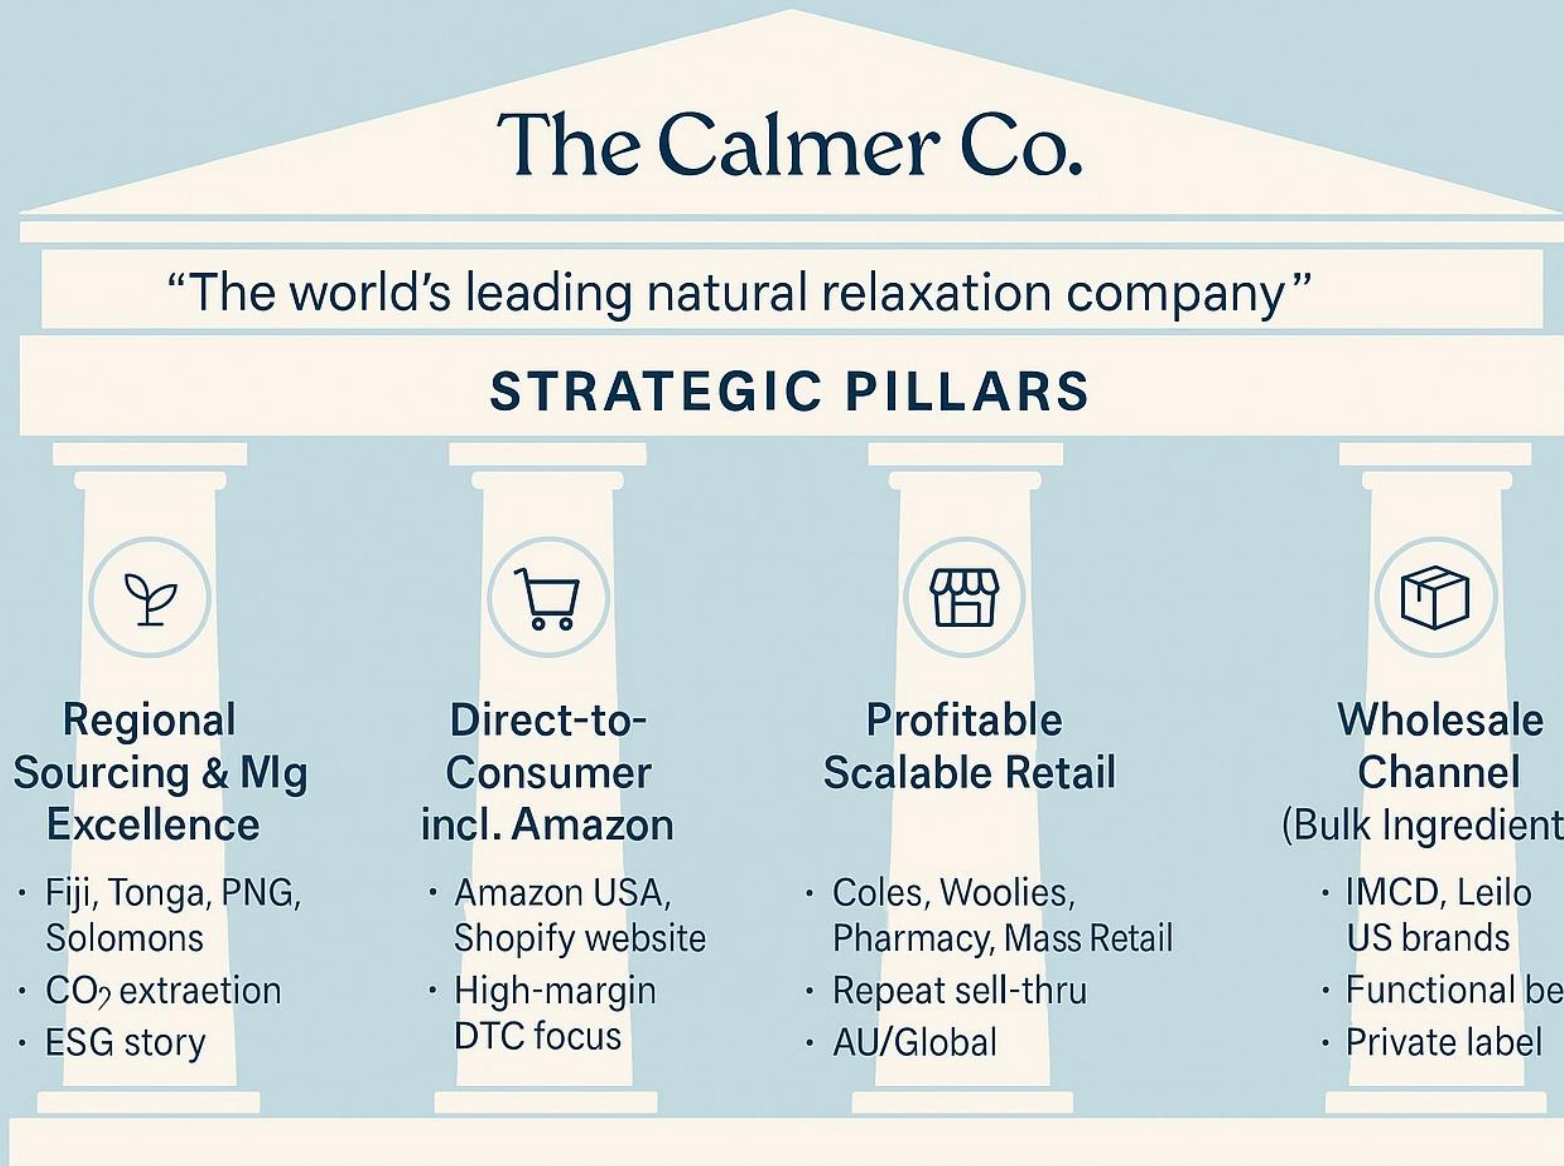 The Calmer Co.
“The world’s leading natural relaxation company”
STRATEGIC PILLARS
Regional
Sourcing & Mlg
Excellence
• Fiji, Tonga, PNG,
Solomons
• CO₂ extraetion
• ESG story
Direct-to-
Consumer
incl. Amazon
• Amazon USA,
Shopify website
• High-margin
DTC focus
Profitable
Scalable Retail
• Coles, Woolies,
Pharmacy, Mass Retail
• Repeat sell-thru
• AU/Global
Wholesale
Channel
(Bulk Ingredient
• IMCD, Leilo
US brands
• Functional be
• Private label